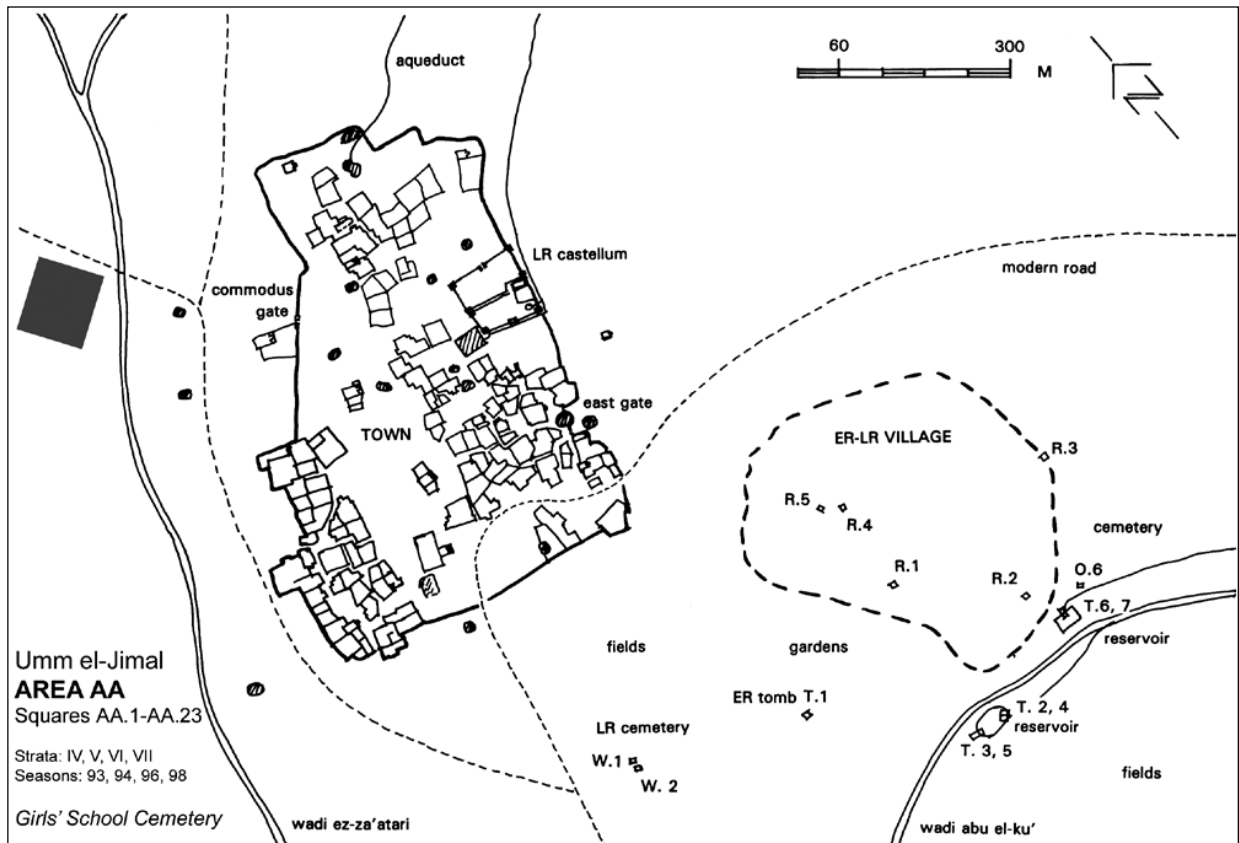 aqueduct
60 300
M
LR castellum
modern road
commodus
gate
east gate
TOWN
ER-LR VILLAGE
R.3
R.5
R.4
cemetery
R.1
R.2
O.6
T.6, 7
reservoir
fields
gardens
ER tomb T.1
LR cemetery
T. 2, 4
reservoir
T. 3, 5
W.1
W. 2
fields
wadi ez-za'atari
wadi abu el-ku'
Umm el-Jimal
AREA AA
Squares AA.1-AA.23
Strata: IV, V, VI, VII
Seasons: 93, 94, 96, 98
Girls' School Cemetery